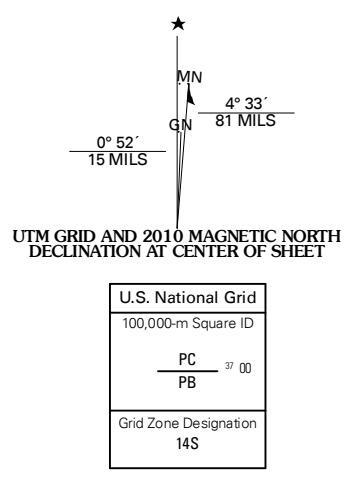 MN
4° 33´
81 MILS
GN
0° 52´
15 MILS
UTM GRID AND 2010 MAGNETIC NORTH
DECLINATION AT CENTER OF SHEET
U.S. National Grid
100,000-m Square ID
PC
37 00
PB
Grid Zone Designation
14S